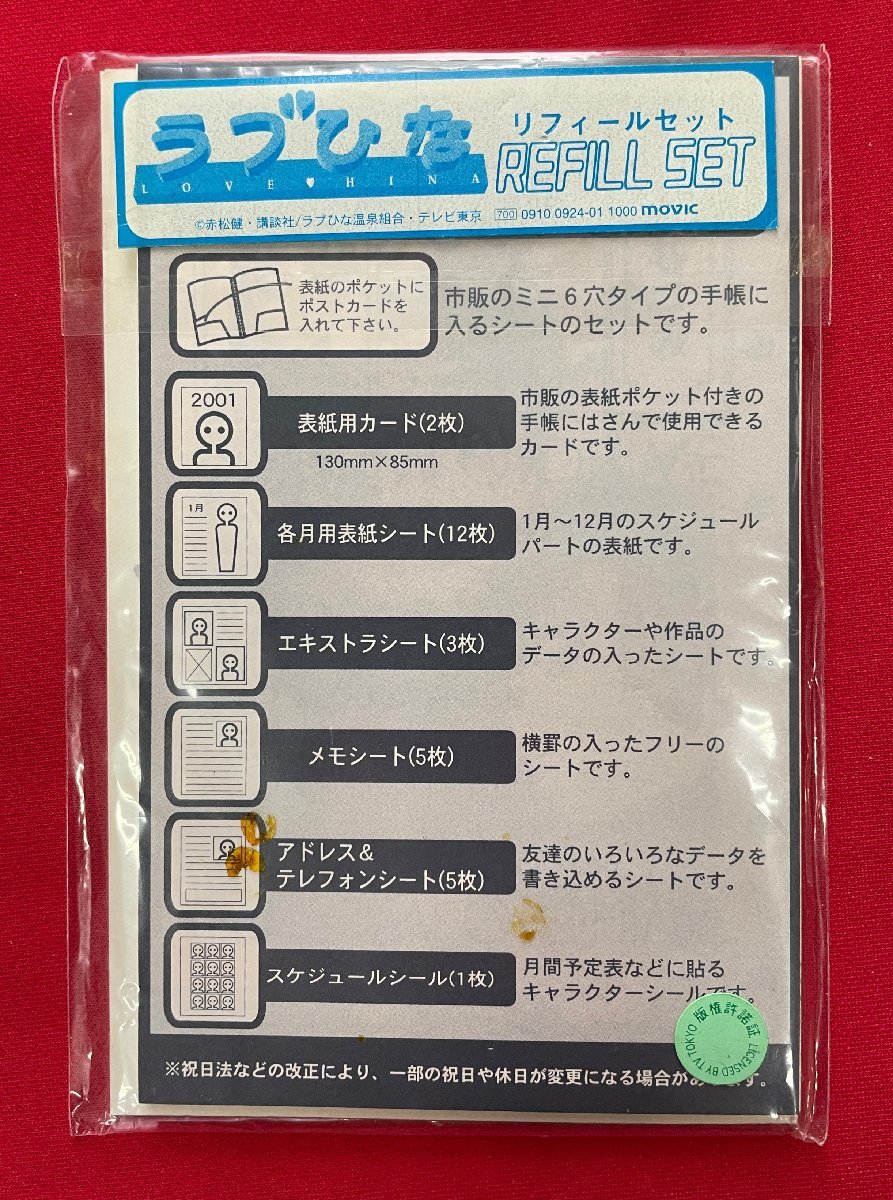 ラブひな
LOVE♥HINA
リフィールセット
REFILL SET
©赤松健・講談社/ラブひな温泉組合・テレビ東京
700 0910 0924-01 1000 movic
表紙のポケットに
ポストカードを
入れて下さい。
市販のミニ6穴タイプの手帳に
入るシートのセットです。
2001
表紙用カード(2枚)
130mm×85mm
市販の表紙ポケット付きの
手帳にはさんで使用できる
カードです。
1月
各月用表紙シート(12枚)
1月〜12月のスケジュール
パートの表紙です。
エキストラシート(3枚)
キャラクターや作品の
データの入ったシートです。
メモシート(5枚)
横罫の入ったフリーの
シートです。
アドレス&
テレフォンシート(5枚)
友達のいろいろなデータを
書き込めるシートです。
スケジュールシール(1枚)
月間予定表などに貼る
キャラクターシールです。
※祝日法などの改正により、一部の祝日や休日が変更になる場合があります。
版権許諾証
LICENSED BY TV TOKYO